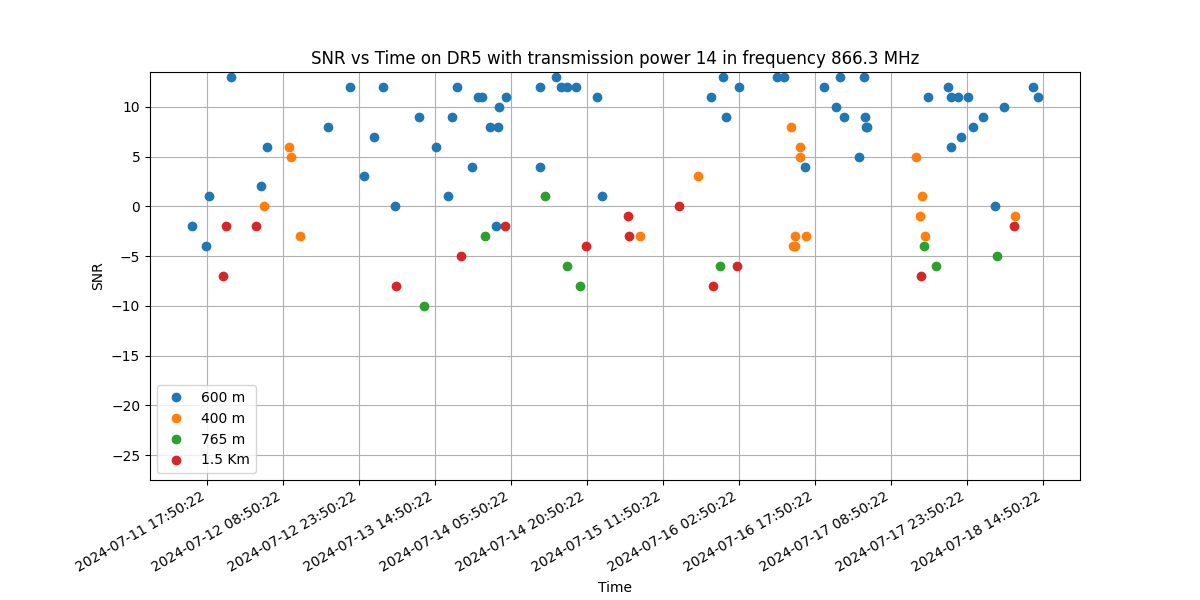 SNR vs Time on DR5 with transmission power 14 in frequency 866.3 MHz
SNR
10
5
0
−5
−10
−15
−20
−25
600 m
400 m
765 m
1.5 Km
2024-07-11 17:50:22
2024-07-12 08:50:22
2024-07-12 23:50:22
2024-07-13 14:50:22
2024-07-14 05:50:22
2024-07-14 20:50:22
2024-07-15 11:50:22
2024-07-16 02:50:22
2024-07-16 17:50:22
2024-07-17 08:50:22
2024-07-17 23:50:22
2024-07-18 14:50:22
Time